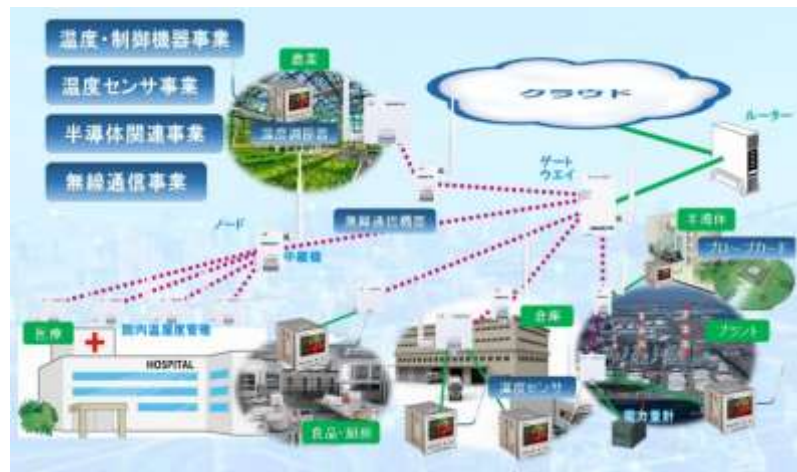 温度・制御機器事業
温度センサ事業
半導体関連事業
無線通信事業
農業
温度調節器
クラウド
ルーター
ゲート
ウエイ
無線通信機器
ノード
中継機
半導体
プローブカード
医療
院内温湿度管理
HOSPITAL
倉庫
プラント
温度センサ
食品・厨房
電力量計